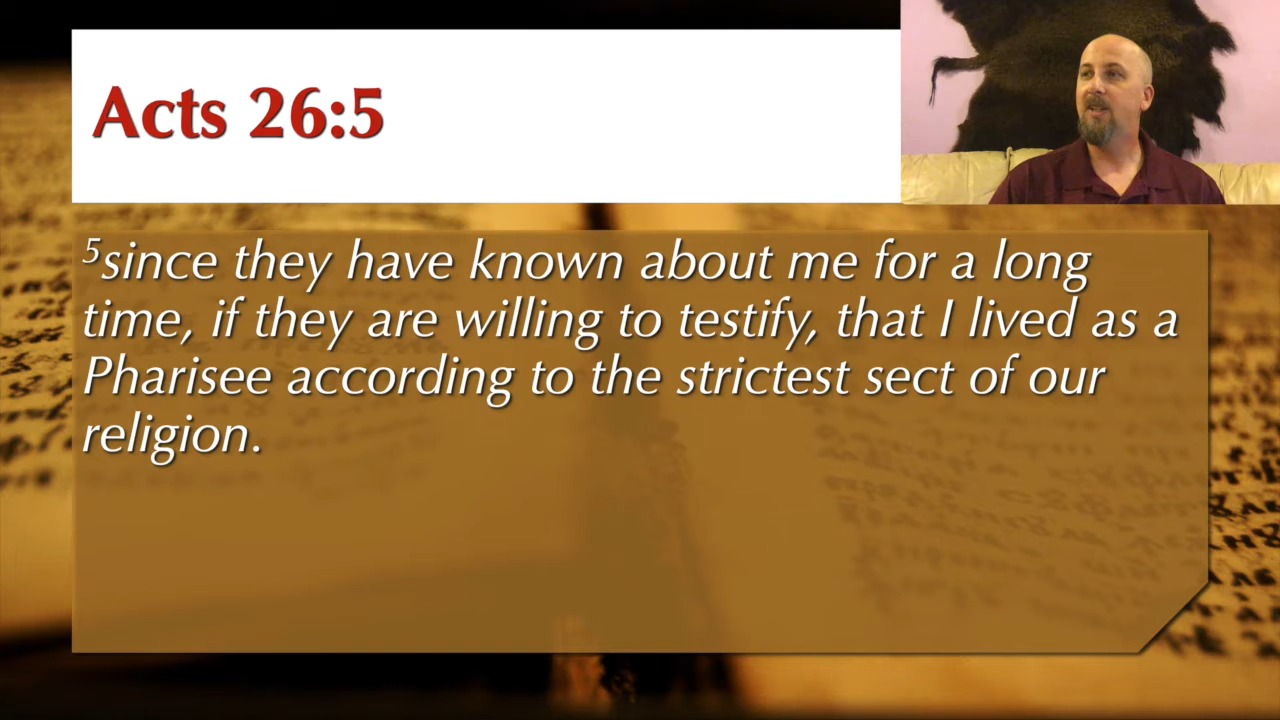 Acts 26:5
⁵since they have known about me for a long
time, if they are willing to testify, that I lived as a
Pharisee according to the strictest sect of our
religion.